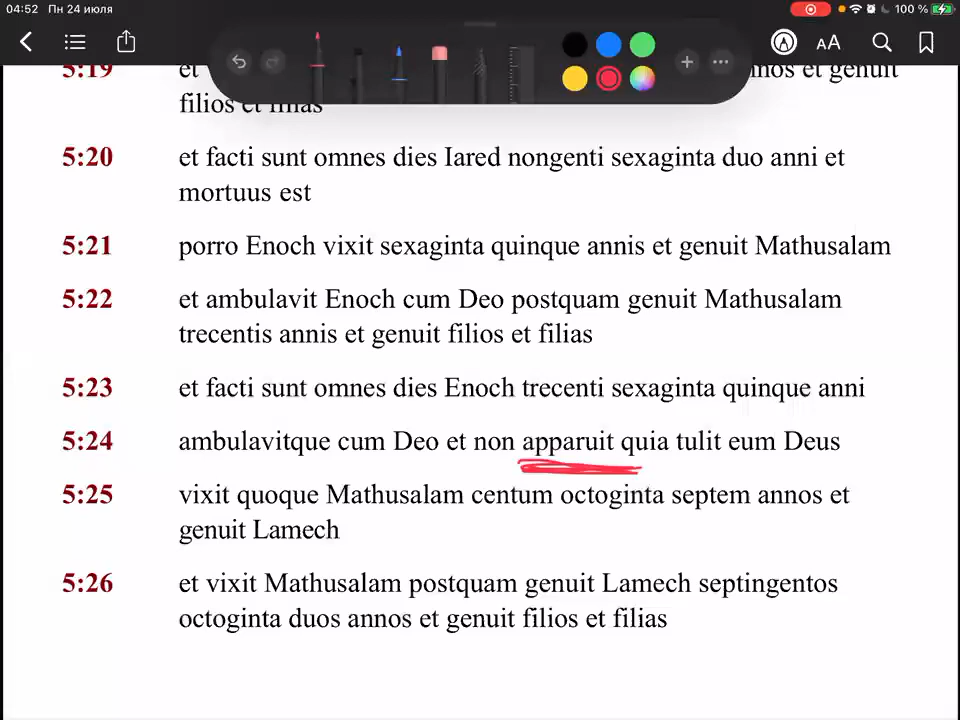 04:52 Пн 24 июля
100 %
AA
5:19 et mos et genuit
filios et filias
5:20 et facti sunt omnes dies Iared nongenti sexaginta duo anni et
mortuus est
5:21 porro Enoch vixit sexaginta quinque annis et genuit Mathusalam
5:22 et ambulavit Enoch cum Deo postquam genuit Mathusalam
trecentis annis et genuit filios et filias
5:23 et facti sunt omnes dies Enoch trecenti sexaginta quinque anni
5:24 ambulavitque cum Deo et non apparuit quia tulit eum Deus
5:25 vixit quoque Mathusalam centum octoginta septem annos et
genuit Lamech
5:26 et vixit Mathusalam postquam genuit Lamech septingentos
octoginta duos annos et genuit filios et filias